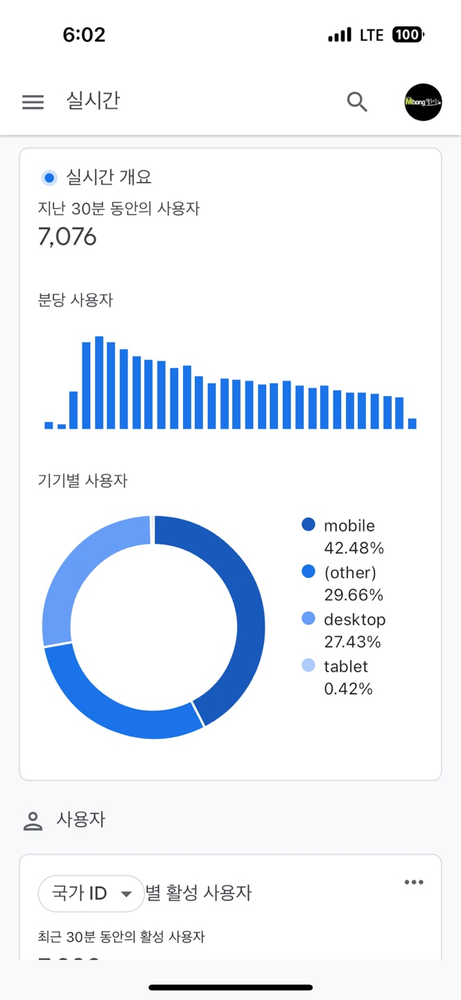 6:02
LTE
100
실시간
Mbong
실시간 개요
지난 30분 동안의 사용자
7,076
분당 사용자
기기별 사용자
mobile
42.48%
(other)
29.66%
desktop
27.43%
tablet
0.42%
사용자
국가 ID 별 활성 사용자
최근 30분 동안의 활성 사용자